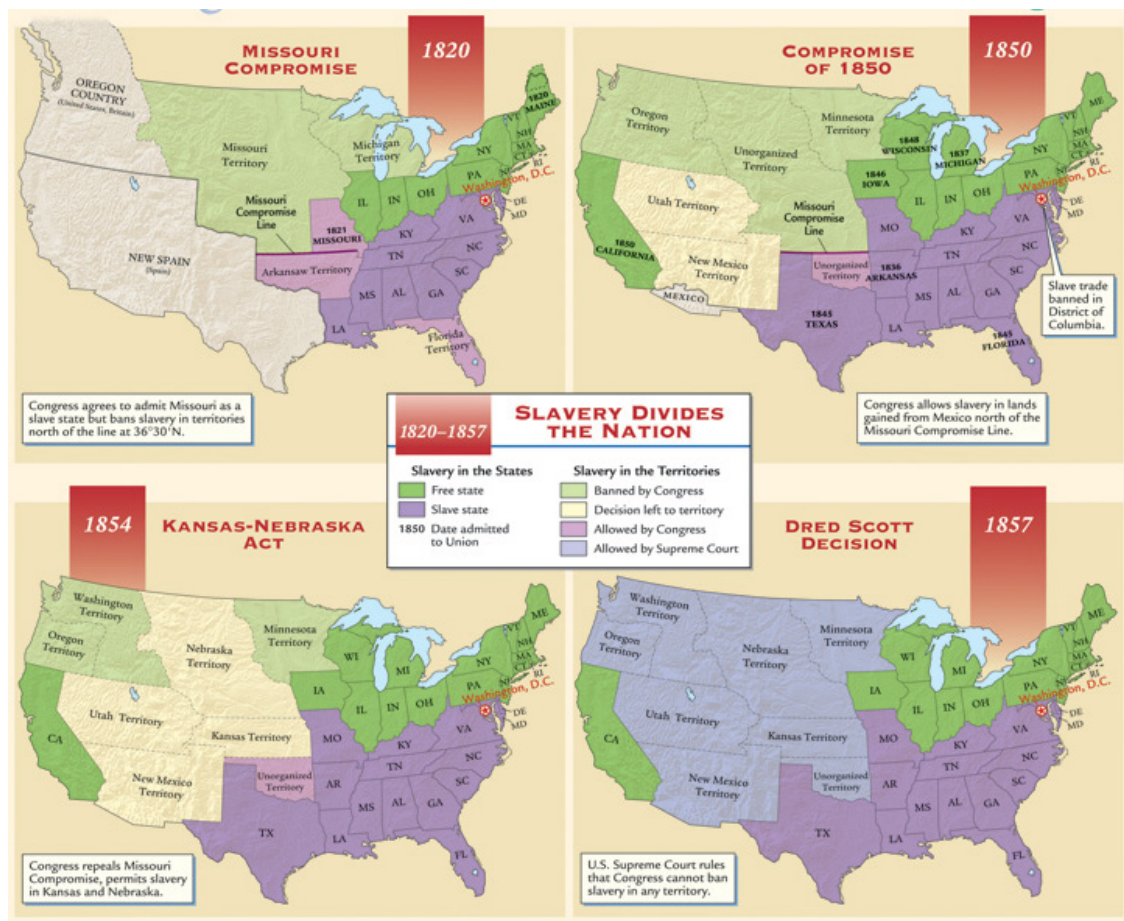 MISSOURI
COMPROMISE
1820
OREGON
COUNTRY
(United States, Britain)
1820
MAINE
Missouri
Territory
Michigan
Territory
NY
PA
Washington, D.C.
IL
IN
OH
DE
MD
VA
Missouri
Compromise
Line
1821
MISSOURI
KY
NC
TN
NEW SPAIN
(Spain)
Arkansaw Territory
SC
MS
AL
GA
LA
Florida
Territory
Congress agrees to admit Missouri as a
slave state but bans slavery in territories
north of the line at 36°30'N.
COMPROMISE
OF 1850
1850
Oregon
Territory
Minnesota
Territory
ME
VT
NH
MA
CT
RI
1848
WISCONSIN
1837
MICHIGAN
NY
Unorganized
Territory
PA
Washington, D.C.
1846
IOWA
IL
IN
OH
DE
MD
Utah Territory
Missouri
Compromise
Line
MO
KY
VA
1850
CALIFORNIA
New Mexico
Territory
NC
TN
Unorganized
Territory
1836
ARKANSAS
SC
MEXICO
MS
AL
GA
Slave trade
banned in
District of
Columbia.
1845
TEXAS
LA
1845
FLORIDA
Congress allows slavery in lands
gained from Mexico north of the
Missouri Compromise Line.
1820–1857
SLAVERY DIVIDES
THE NATION
Slavery in the States
Free state
Slave state
1850 Date admitted
to Union
Slavery in the Territories
Banned by Congress
Decision left to territory
Allowed by Congress
Allowed by Supreme Court
1854
KANSAS-NEBRASKA
ACT
Washington
Territory
Oregon
Territory
Nebraska
Territory
Minnesota
Territory
ME
VT
NH
MA
CT
RI
WI
MI
NY
PA
Washington, D.C.
IA
IL
IN
OH
DE
MD
Utah Territory
Kansas Territory
CA
MO
KY
VA
NC
New Mexico
Territory
Unorganized
Territory
TN
AR
SC
MS
AL
GA
TX
LA
FL
Congress repeals Missouri
Compromise, permits slavery
in Kansas and Nebraska.
DRED SCOTT
DECISION
1857
Washington
Territory
Oregon
Territory
Nebraska
Territory
Minnesota
Territory
ME
VT
NH
MA
CT
RI
WI
MI
NY
PA
Washington, D.C.
IA
IL
IN
OH
DE
MD
Utah Territory
Kansas Territory
CA
MO
KY
VA
NC
New Mexico
Territory
Unorganized
Territory
TN
AR
SC
MS
AL
GA
TX
LA
FL
U.S. Supreme Court rules
that Congress cannot ban
slavery in any territory.